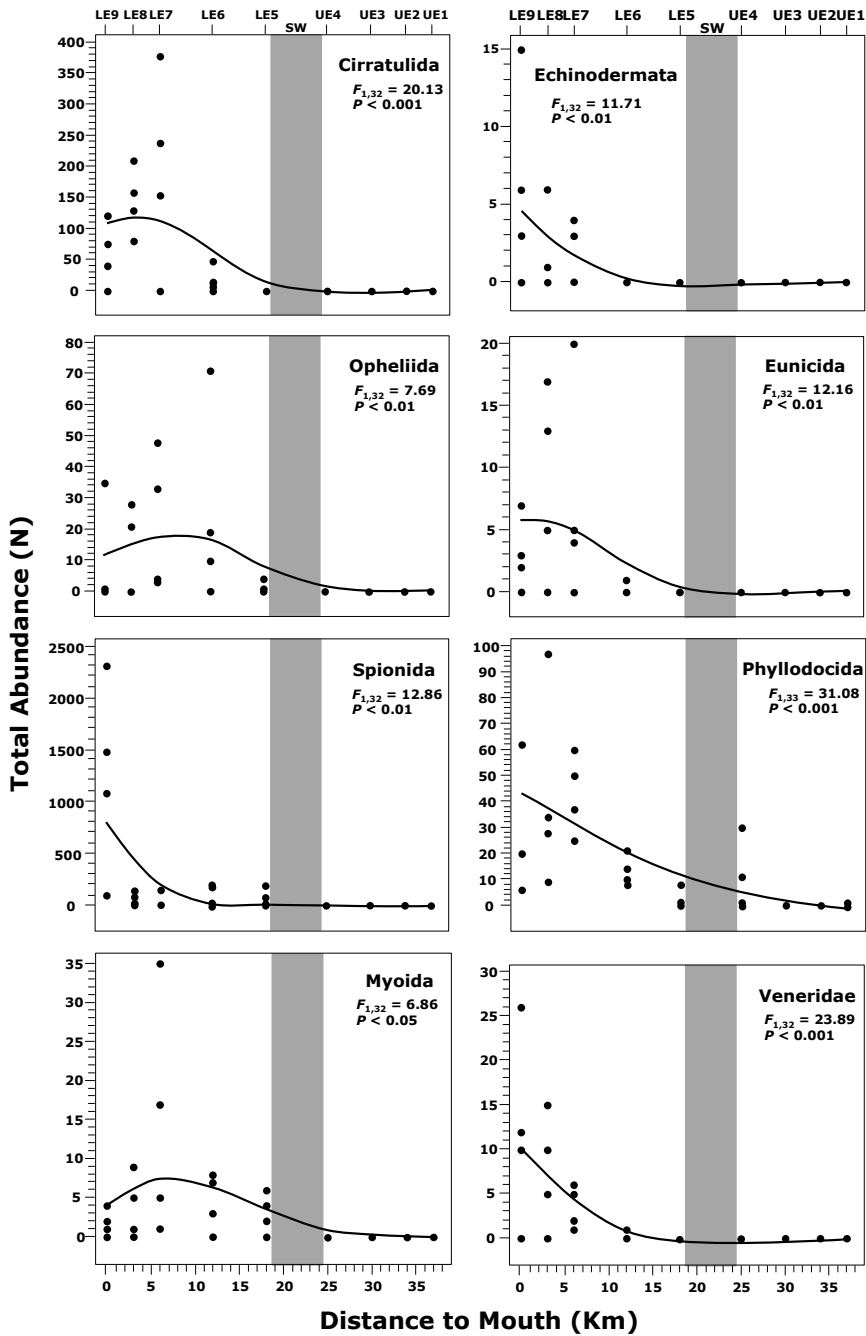 LE9 LE8 LE7 LE6 LE5 SW UE4 UE3 UE2 UE1
LE9 LE8 LE7 LE6 LE5 SW UE4 UE3 UE2 UE1
Total Abundance (N)
400
350
300
250
200
150
100
50
0
Cirratulida
F1,32 = 20.13
P < 0.001
15
10
5
0
Echinodermata
F1,32 = 11.71
P < 0.01
80
70
60
50
40
30
20
10
0
Opheliida
F1,32 = 7.69
P < 0.01
20
15
10
5
0
Eunicida
F1,32 = 12.16
P < 0.01
2500
2000
1500
1000
500
0
Spionida
F1,32 = 12.86
P < 0.01
100
90
80
70
60
50
40
30
20
10
0
Phyllodocida
F1,33 = 31.08
P < 0.001
35
30
25
20
15
10
5
0
Myoida
F1,32 = 6.86
P < 0.05
0 5 10 15 20 25 30 35
30
25
20
15
10
5
0
Veneridae
F1,32 = 23.89
P < 0.001
0 5 10 15 20 25 30 35
Distance to Mouth (Km)